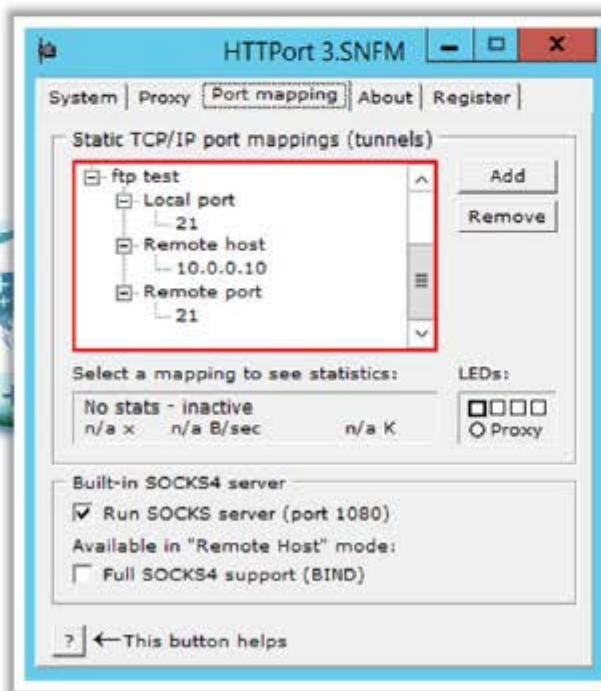 HTTPort 3.SNFM
System Proxy Port mapping About Register
Static TCP/IP port mappings (tunnels)
ftp test
Local port
21
Remote host
10.0.0.10
Remote port
21
Add
Remove
Select a mapping to see statistics:
No stats - inactive
n/a x n/a B/sec n/a K
LEDs:
Proxy
Built-in SOCKS4 server
Run SOCKS server (port 1080)
Available in "Remote Host" mode:
Full SOCKS4 support (BIND)
? ←This button helps